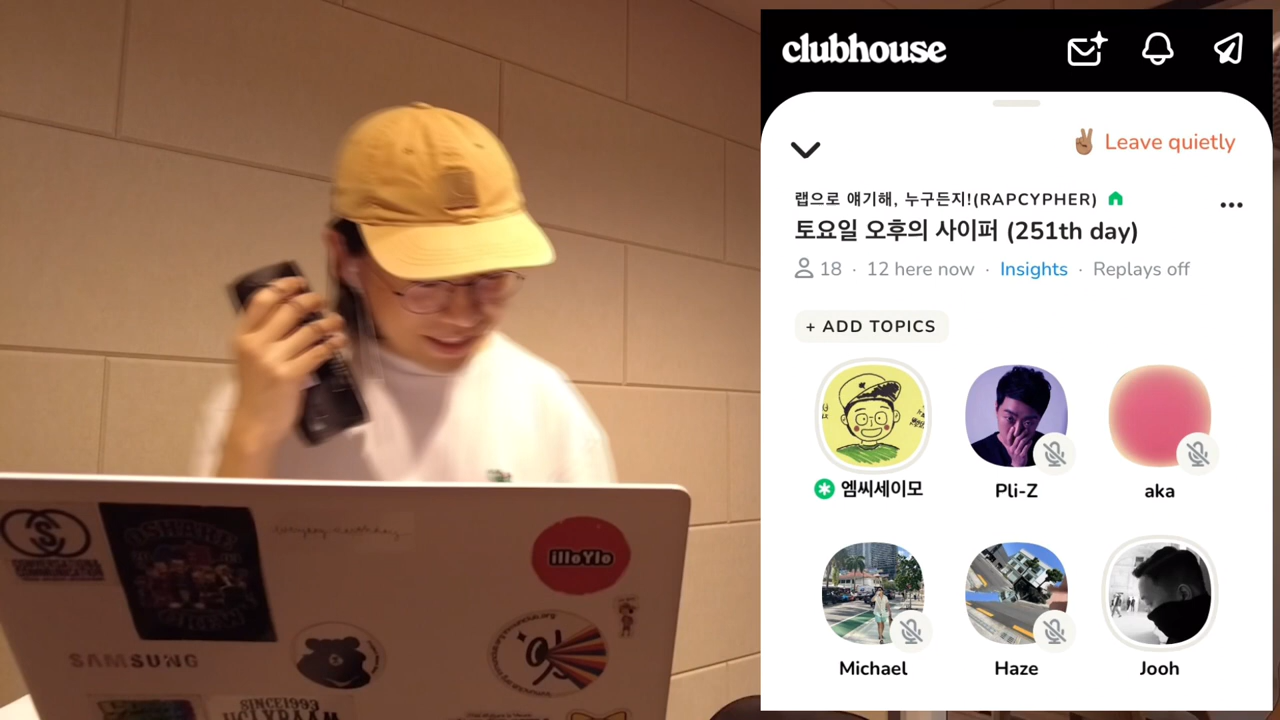 clubhouse
✌🏽 Leave quietly
랩으로 얘기해, 누구든지!(RAPCYPHER)
토요일 오후의 사이퍼 (251th day)
18 · 12 here now · Insights · Replays off
+ ADD TOPICS
엠씨세이모
Pli-Z
aka
Michael
Haze
Jooh
illoYlo
SAMSUNG
SINCE1993